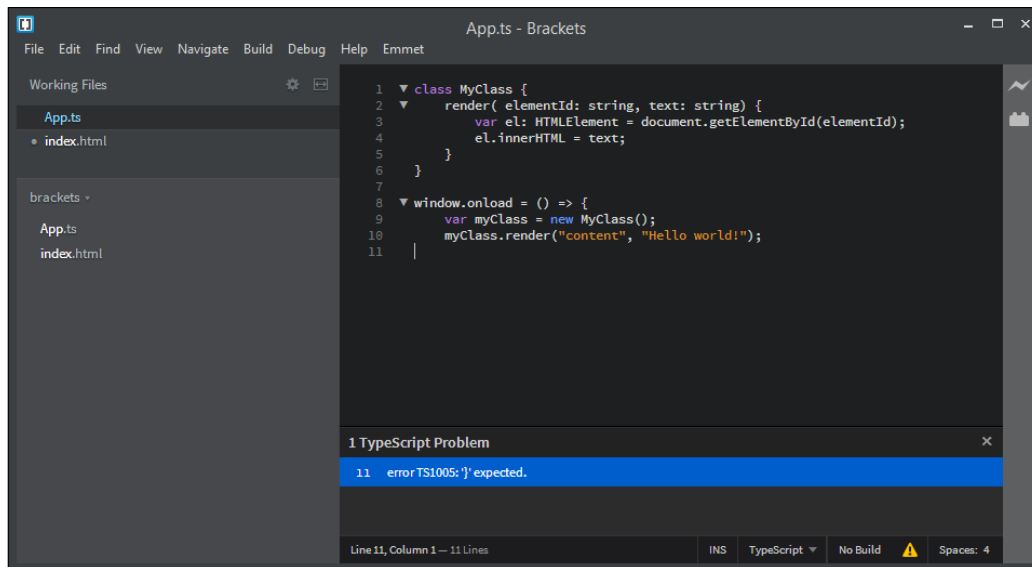 App.ts - Brackets
File Edit Find View Navigate Build Debug Help Emmet
Working Files
App.ts
index.html
brackets
App.ts
index.html
1 class MyClass {
2 render( elementId: string, text: string) {
3 var el: HTMLElement = document.getElementById(elementId);
4 el.innerHTML = text;
5 }
6 }
7
8 window.onload = () => {
9 var myClass = new MyClass();
10 myClass.render("content", "Hello world!");
11
1 TypeScript Problem
11 error TS1005: '}' expected.
Line 11, Column 1 — 11 Lines INS TypeScript No Build Spaces: 4